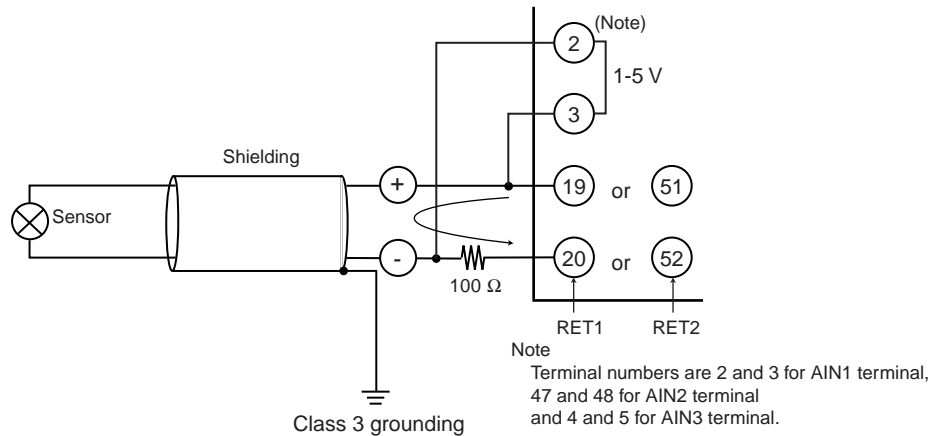 (Note)
2
1-5 V
3
Shielding
+
19 or 51
Sensor
-
20 or 52
100 Ω
RET1 RET2
Note
Terminal numbers are 2 and 3 for AIN1 terminal,
47 and 48 for AIN2 terminal
and 4 and 5 for AIN3 terminal.
Class 3 grounding